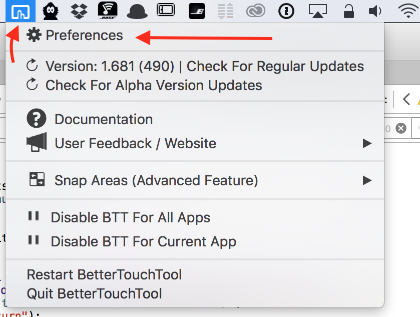 Preferences
Version: 1.681 (490) | Check For Regular Updates
Check For Alpha Version Updates
Documentation
User Feedback / Website
Snap Areas (Advanced Feature)
Disable BTT For All Apps
Disable BTT For Current App
Restart BetterTouchTool
Quit BetterTouchTool